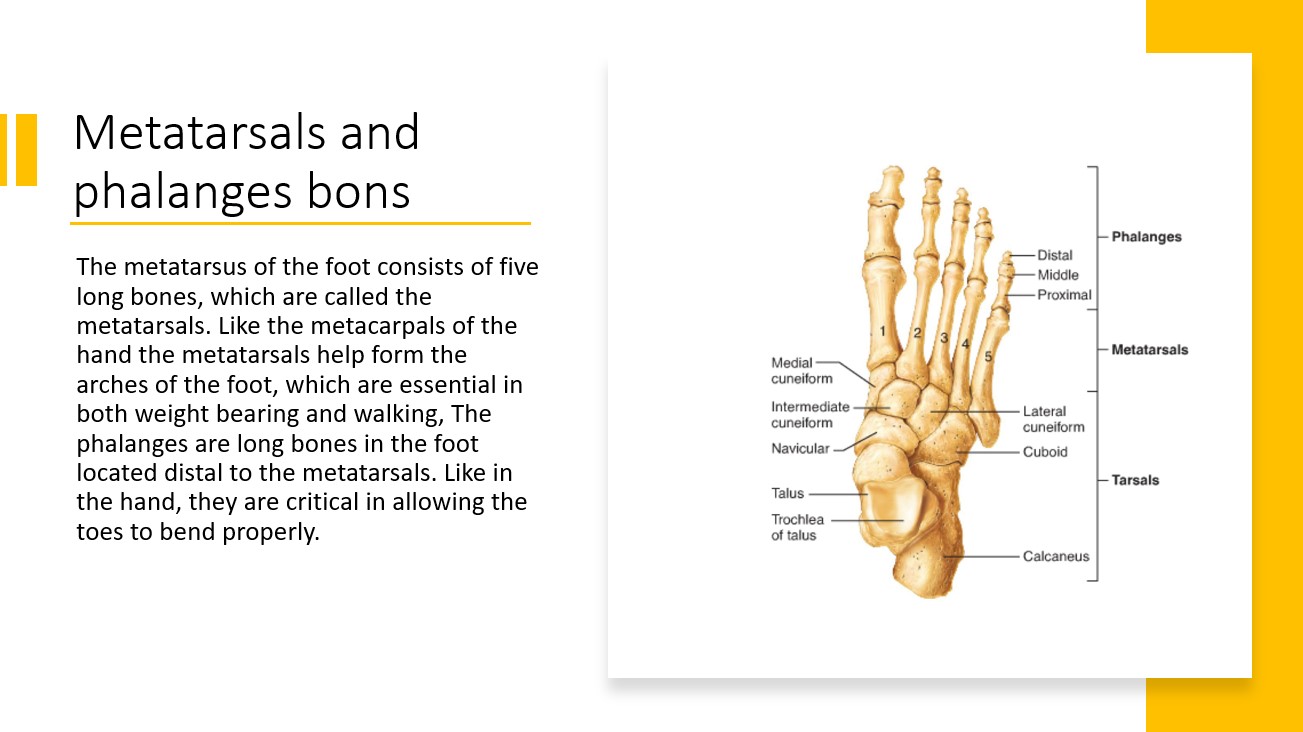 Metatarsals and
phalanges bons
The metatarsus of the foot consists of five
long bones, which are called the
metatarsals. Like the metacarpals of the
hand the metatarsals help form the
arches of the foot, which are essential in
both weight bearing and walking, The
phalanges are long bones in the foot
located distal to the metatarsals. Like in
the hand, they are critical in allowing the
toes to bend properly.
Phalanges
Distal
Middle
Proximal
1
2
3
4
5
Metatarsals
Medial
cuneiform
Intermediate
cuneiform
Navicular
Lateral
cuneiform
Cuboid
Talus
Trochlea
of talus
Tarsals
Calcaneus